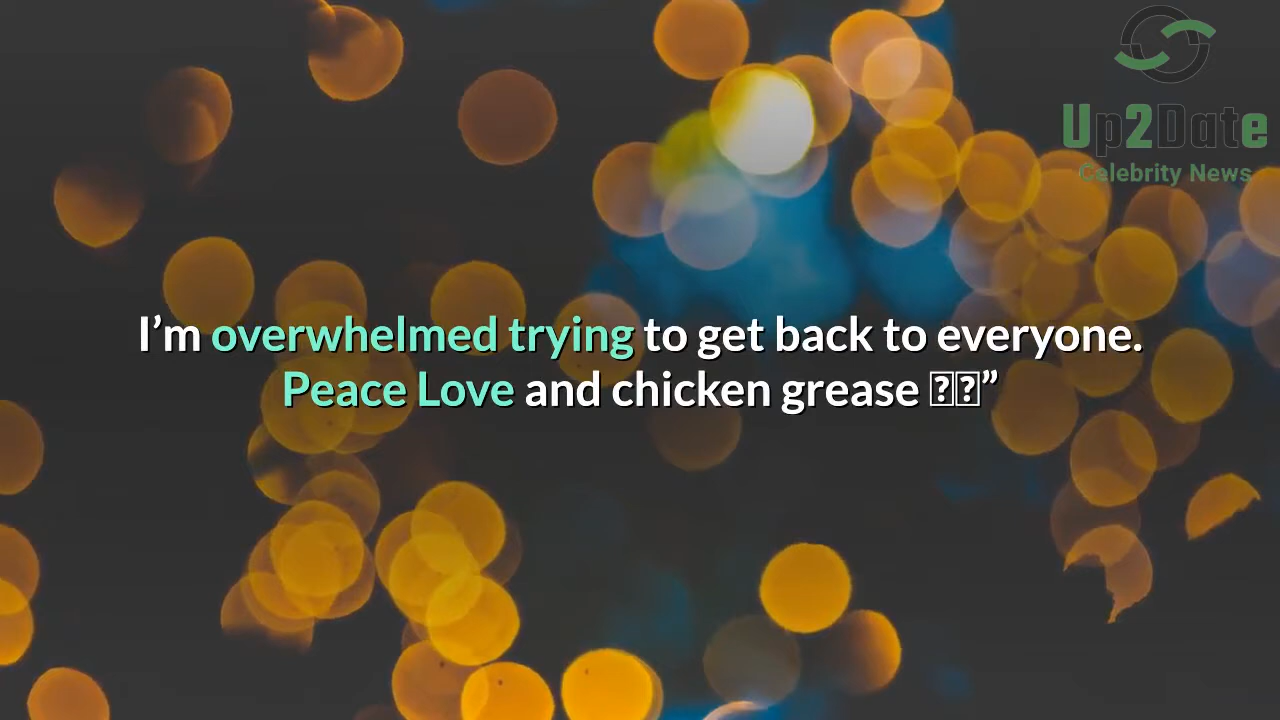 Up2Date
Celebrity News
I’m overwhelmed trying to get back to everyone.
Peace Love and chicken grease 🏿🏿”